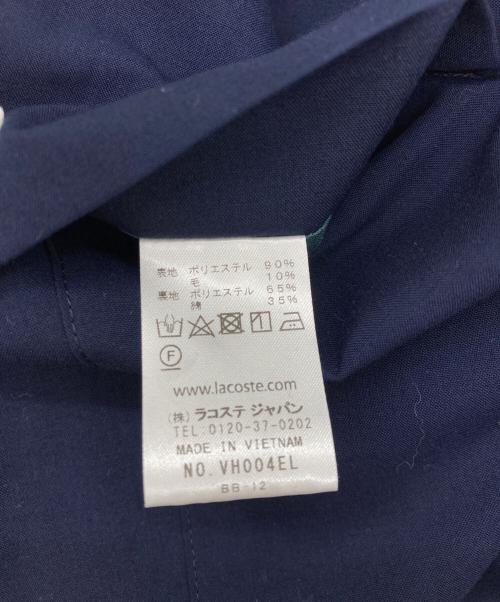 表地 ポリエステル 90%
毛 10%
裏地 ポリエステル 65%
綿 35%
F
www.lacoste.com
(株) ラコステ ジャパン
TEL:0120-37-0202
MADE IN VIETNAM
NO. VH004EL
BB-12